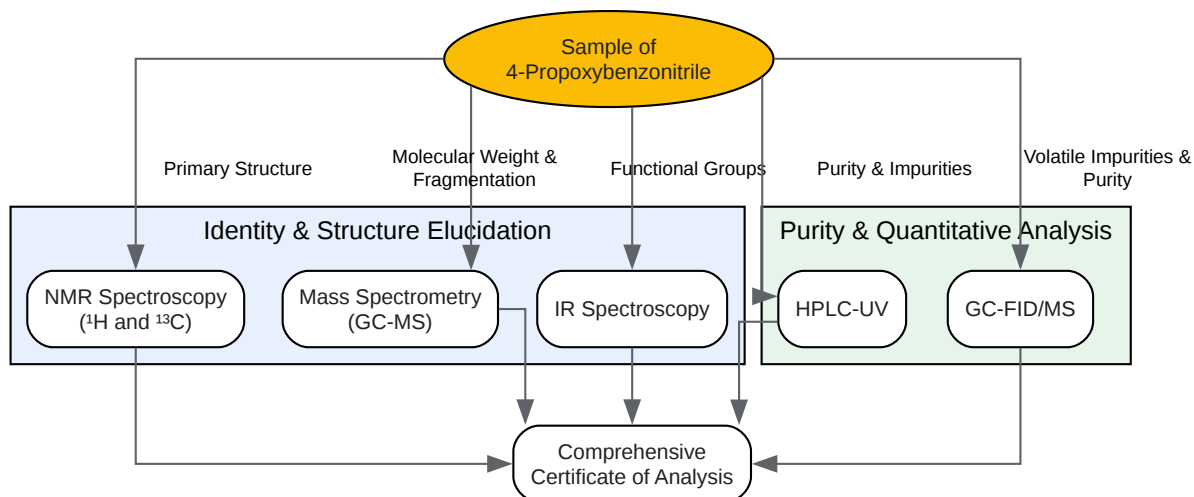 Sample of
4-Propoxybenzonitrile
Primary Structure
Molecular Weight &
Fragmentation
Functional Groups
Purity & Impurities
Volatile Impurities &
Purity
Identity & Structure Elucidation
Purity & Quantitative Analysis
NMR Spectroscopy
(¹H and ¹³C)
Mass Spectrometry
(GC-MS)
IR Spectroscopy
HPLC-UV
GC-FID/MS
Comprehensive
Certificate of Analysis